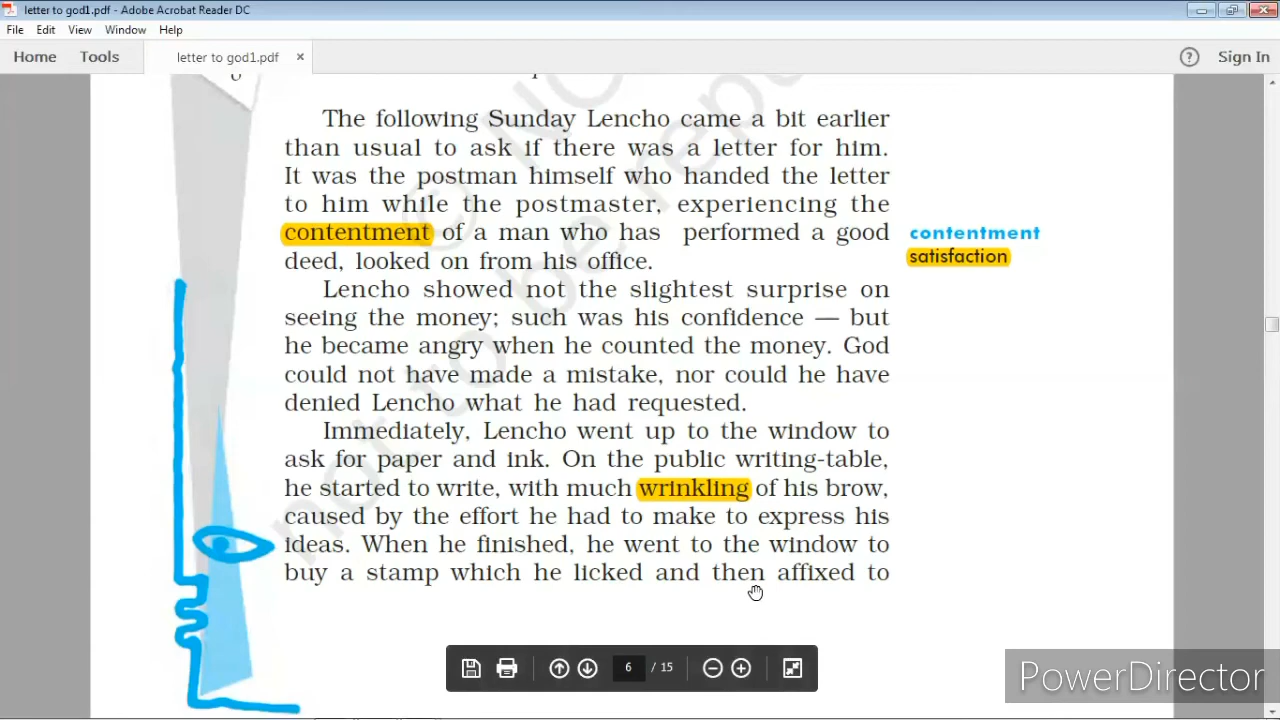 letter to god1.pdf - Adobe Acrobat Reader DC
File Edit View Window Help
Home Tools letter to god1.pdf × ? Sign In
The following Sunday Lencho came a bit earlier
than usual to ask if there was a letter for him.
It was the postman himself who handed the letter
to him while the postmaster, experiencing the
contentment of a man who has performed a good
deed, looked on from his office.
contentment
satisfaction
Lencho showed not the slightest surprise on
seeing the money; such was his confidence — but
he became angry when he counted the money. God
could not have made a mistake, nor could he have
denied Lencho what he had requested.
Immediately, Lencho went up to the window to
ask for paper and ink. On the public writing-table,
he started to write, with much wrinkling of his brow,
caused by the effort he had to make to express his
ideas. When he finished, he went to the window to
buy a stamp which he licked and then affixed to
6 / 15
PowerDirector
not to be repu
© NC